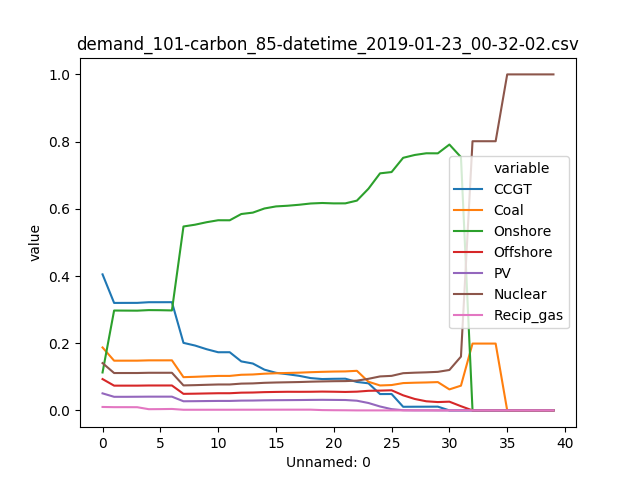 demand_101-carbon_85-datetime_2019-01-23_00-32-02.csv
1.0
0.8
0.6
0.4
0.2
0.0
value
variable
CCGT
Coal
Onshore
Offshore
PV
Nuclear
Recip_gas
0 5 10 15 20 25 30 35 40
Unnamed: 0